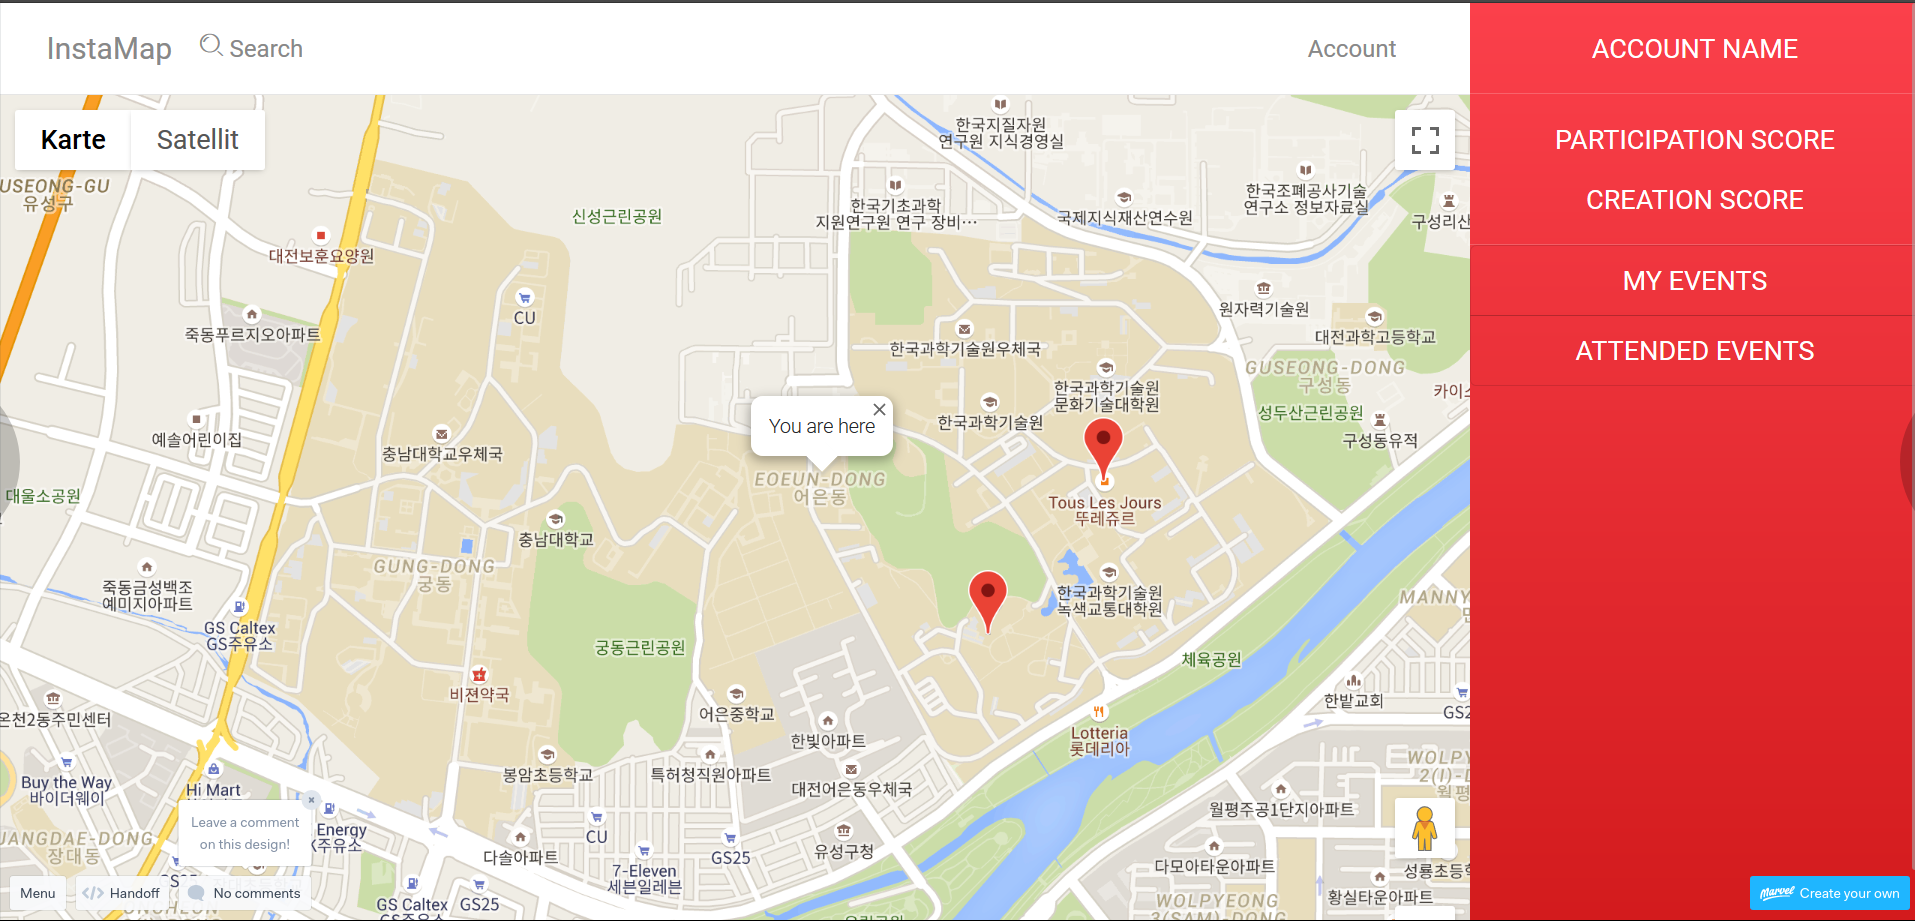 InstaMap
Search
Account
ACCOUNT NAME
PARTICIPATION SCORE
CREATION SCORE
MY EVENTS
ATTENDED EVENTS
Karte
Satellit
한국지질자원
연구원 지식경영실
USEONG-GU
유성구
한국기초과학
지원연구원 연구 장비…
한국조폐공사기술
연구소 정보자료실
국제지식재산연수원
구성리산
신성근린공원
대전보훈요양원
CU
원자력기술원
죽동푸르지오아파트
대전과학고등학교
한국과학기술원우체국
GUSEONG-DONG
구성동
한국과학기술원
문화기술대학원
카이스
한국과학기술원
성두산근린공원
구성동유적
You are here
예솔어린이집
충남대학교우체국
EOEUN-DONG
어은동
대울소공원
Tous Les Jours
뚜레쥬르
충남대학교
GUNG-DONG
궁동
죽동금성백조
예미지아파트
한국과학기술원
녹색교통대학원
MANNY
GS Caltex
GS주유소
궁동근린공원
체육공원
비젼약국
한밭교회
온천2동주민센터
어은중학교
GS2
한빛아파트
Lotteria
롯데리아
WOLPY
2(I)-D
월평
Buy the Way
바이더웨이
Hi Mart
봉암초등학교
특허청직원아파트
대전어은동우체국
월평주공1단지아파트
Leave a comment
on this design!
Energy
주유소
JANGDAE-DONG
장대동
CU
다솔아파트
GS25
유성구청
7-Eleven
세븐일레븐
다모아타운아파트
성룡초등학
황실타운아파트
Menu
Handoff
No comments
GS Caltex
GS주유소
GS25
WOLPYEONG
3(SAM)-DONG
Marvel Create your own